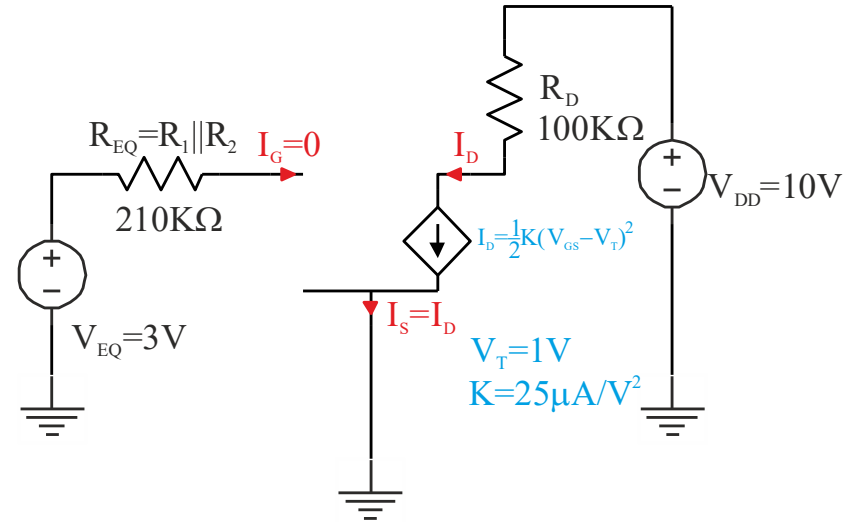 R_EQ=R_1||R_2
210KΩ
I_G=0
+
−
V_EQ=3V
I_D
R_D
100KΩ
+
−
V_DD=10V
I_D=1/2K(V_GS−V_T)^2
I_S=I_D
V_T=1V
K=25μA/V^2